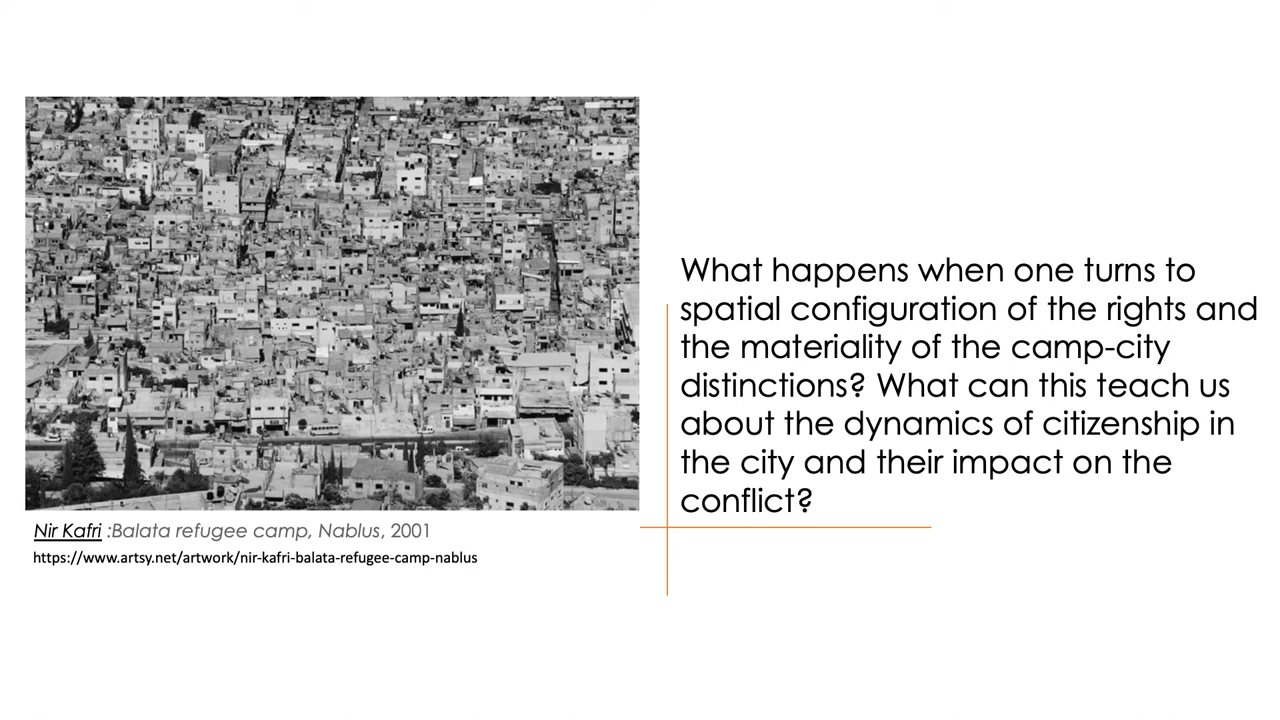 What happens when one turns to
spatial configuration of the rights and
the materiality of the camp-city
distinctions? What can this teach us
about the dynamics of citizenship in
the city and their impact on the
conflict?
Nir Kafri :Balata refugee camp, Nablus, 2001
https://www.artsy.net/artwork/nir-kafri-balata-refugee-camp-nablus